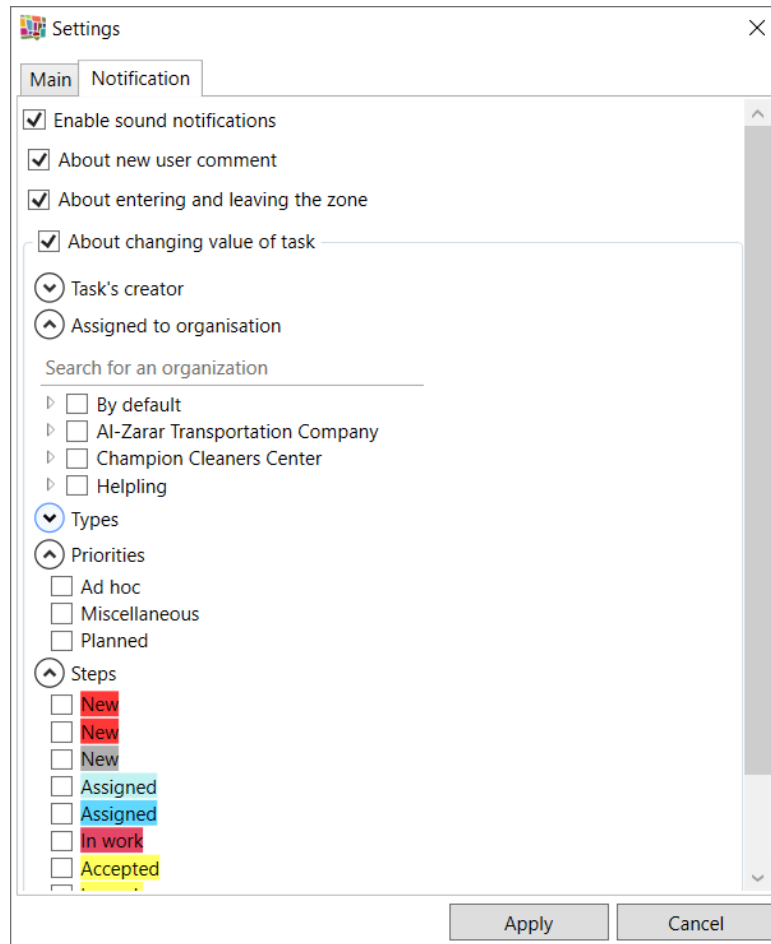 Settings
Main Notification
Enable sound notifications
About new user comment
About entering and leaving the zone
About changing value of task
Task's creator
Assigned to organisation
Search for an organization
By default
Al-Zarar Transportation Company
Champion Cleaners Center
Helpling
Types
Priorities
Ad hoc
Miscellaneous
Planned
Steps
New
New
New
Assigned
Assigned
In work
Accepted
Apply Cancel